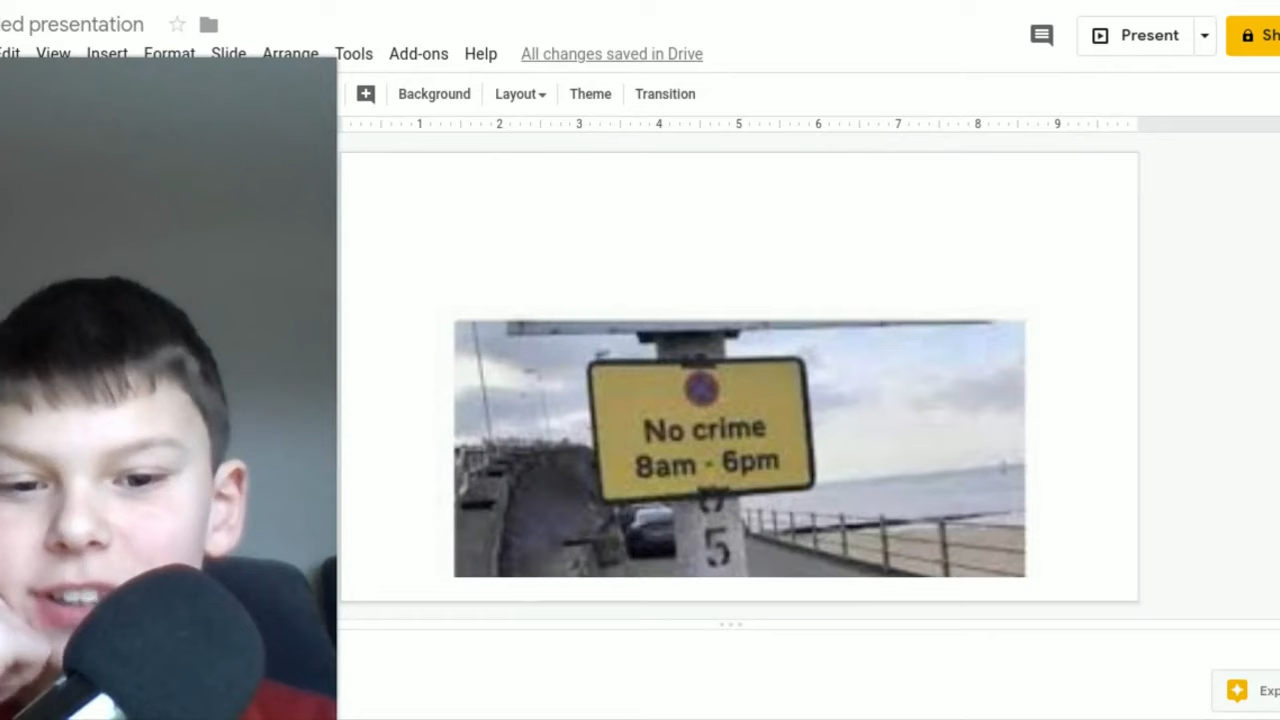 ed presentation
Edit View Insert Format Slide Arrange Tools Add-ons Help All changes saved in Drive
Present
Background Layout Theme Transition
1 2 3 4 5 6 7 8 9
No crime
8am - 6pm
5